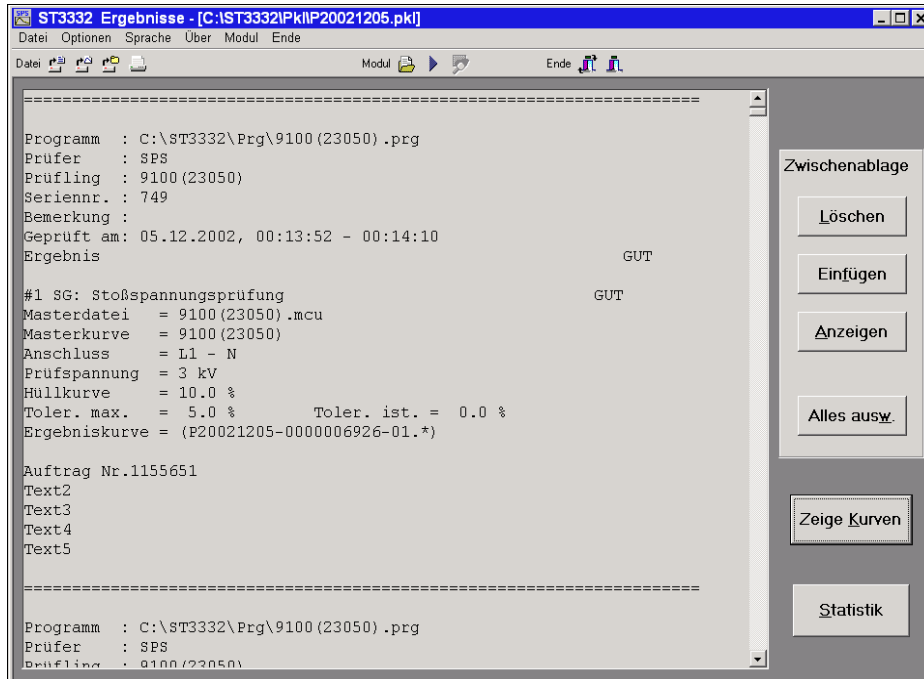 ST3332 Ergebnisse - [C:\ST3332\Pkl\P20021205.pkl]
Datei Optionen Sprache Über Modul Ende
Datei Modul Ende
========================================================================
Programm : C:\ST3332\Prg\9100(23050).prg
Prüfer : SPS
Prüfling : 9100(23050)
Seriennr. : 749
Bemerkung :
Geprüft am: 05.12.2002, 00:13:52 - 00:14:10
Ergebnis GUT
#1 SG: Stoßspannungsprüfung GUT
Masterdatei = 9100(23050).mcu
Masterkurve = 9100(23050)
Anschluss = L1 - N
Prüfspannung = 3 kV
Hüllkurve = 10.0 %
Toler. max. = 5.0 % Toler. ist. = 0.0 %
Ergebniskurve = (P20021205-0000006926-01.*)
Auftrag Nr.1155651
Text2
Text3
Text4
Text5
========================================================================
Programm : C:\ST3332\Prg\9100(23050).prg
Prüfer : SPS
Prüfling : 9100(23050)
Zwischenablage
Löschen
Einfügen
Anzeigen
Alles ausw.
Zeige Kurven
Statistik